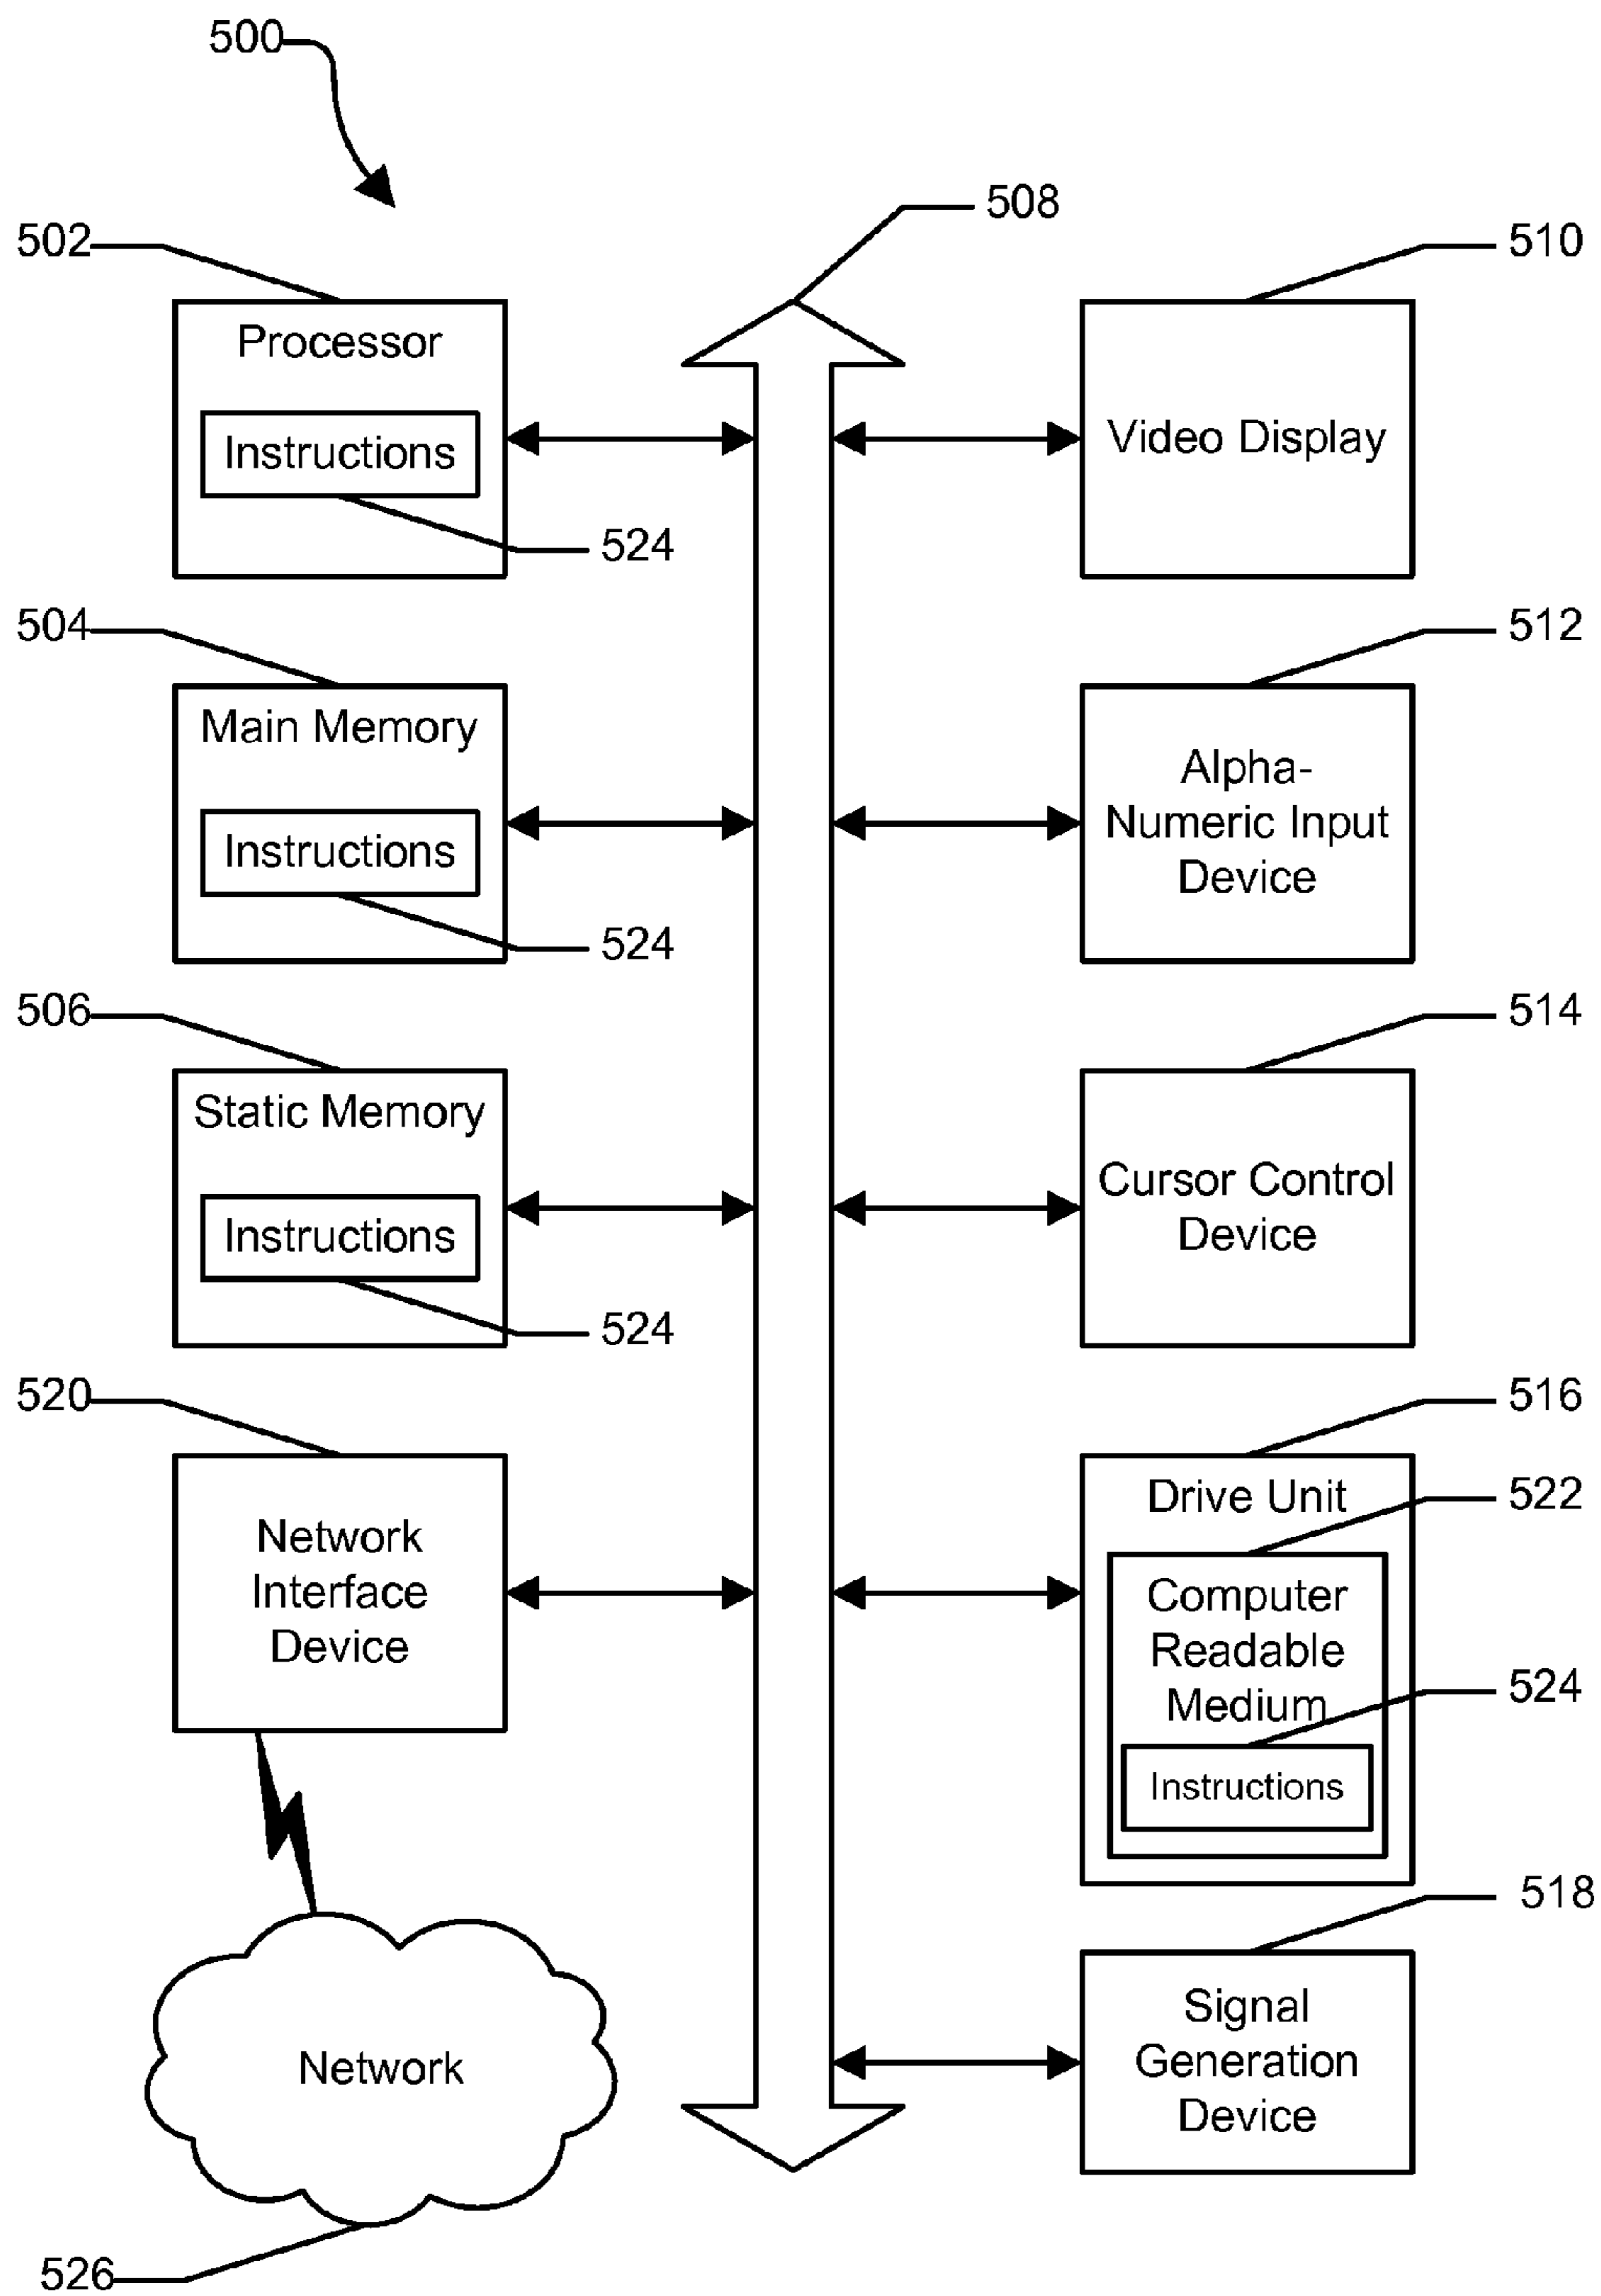 500
508
502
510
Processor
Instructions
524
Video Display
504
512
Main Memory
Instructions
524
Alpha-
Numeric Input
Device
506
514
Static Memory
Instructions
524
Cursor Control
Device
520
516
Network
Interface
Device
Drive Unit
522
Computer
Readable
Medium
524
Instructions
518
Signal
Generation
Device
Network
526